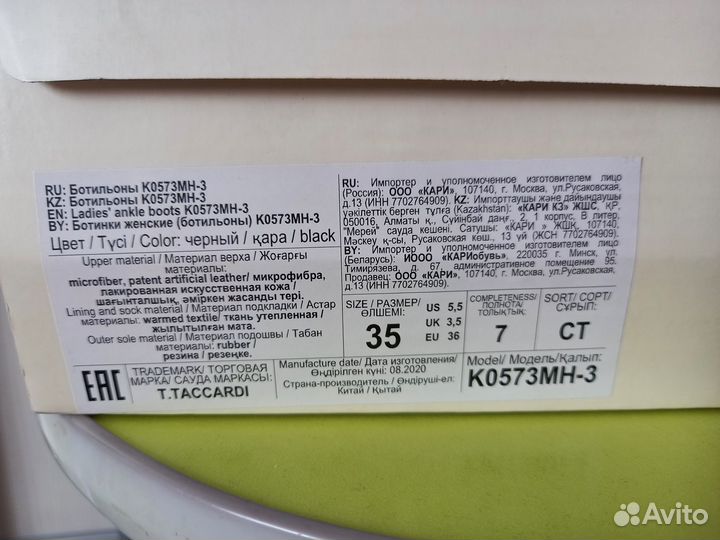 RU: Ботильоны K0573MH-3
KZ: Ботильоны K0573MH-3
EN: Ladies' ankle boots K0573MH-3
BY: Ботинки женские (ботильоны) K0573MH-3
Цвет / Түсі / Color: черный / қара / black
Upper material / Материал верха / Жоғарғы
материалы:
microfiber, patent artificial leather/ микрофибра,
лакированная искусственная кожа /
шағынталшық, әміркен жасанды тері.
Lining and sock material / Материал подкладки / Астар
материалы: warmed textile/ ткань утепленная /
жылытылған мата.
Outer sole material / Материал подошвы / Табан
материалы: rubber /
резина / резеңке.
RU: Импортер и уполномоченное изготовителем лицо
(Россия): ООО «КАРИ», 107140, г. Москва, ул.Русаковская,
д.13 (ИНН 7702764909). KZ: Импорттаушы және дайындаушы
уәкілеттік берген тұлға (Kazakhstan): «КАРИ КЗ» ЖШС, ҚР,
050016, Алматы қ., Суйінбай даңғ., 2, 1 корпус, В литер,
"Мерей" сауда кешені. Сатушы: «КАРИ » ЖШҚ, 107140,
Мәскеу қ-сы, Русаковская көш., 13 үй (ИНН 7702764909).
BY: Импортер и уполномоченное изготовителем лицо
(Беларусь): ИООО «КАРИобувь», 220035 г. Минск, ул.
Тимирязева, д. 67, административное помещение 95.
Продавец: ООО «КАРИ», 107140, г. Москва, ул.Русаковская,
д.13 (ИНН 7702764909)
SIZE / РАЗМЕР/
ӨЛШЕМІ:
35
US 5,5
UK 3,5
EU 36
COMPLETENESS/
ПОЛНОТА/
ТОЛЫҚТЫҚ:
7
SORT/ СОРТ/
СҰРЫП:
CT
EAC
TRADEMARK/ ТОРГОВАЯ
МАРКА/ САУДА МАРКАСЫ:
T.TACCARDI
Manufacture date/ Дата изготовления/
Өңдірілген күні: 08.2020
Страна-производитель / Өндіруші-ел:
Китай / Қытай
Model/ Модель/Қалып:
K0573MH-3
Avito